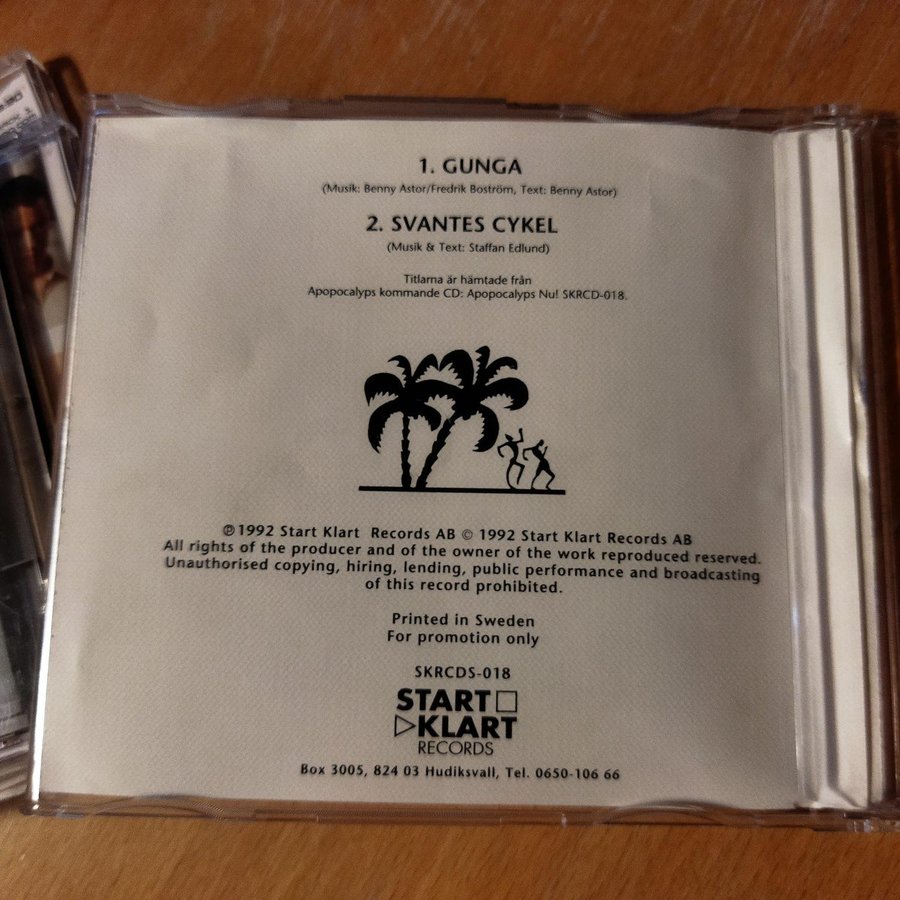 1. GUNGA
(Musik: Benny Astor/Fredrik Boström, Text: Benny Astor)
2. SVANTES CYKEL
(Musik & Text: Staffan Edlund)
Titlarna är hämtade från
Apopocalyps kommande CD: Apopocalyps Nu! SKRCD-018.
℗1992 Start Klart Records AB © 1992 Start Klart Records AB
All rights of the producer and of the owner of the work reproduced reserved.
Unauthorised copying, hiring, lending, public performance and broadcasting
of this record prohibited.
Printed in Sweden
For promotion only
SKRCDS-018
START
KLART
RECORDS
Box 3005, 824 03 Hudiksvall, Tel. 0650-106 66